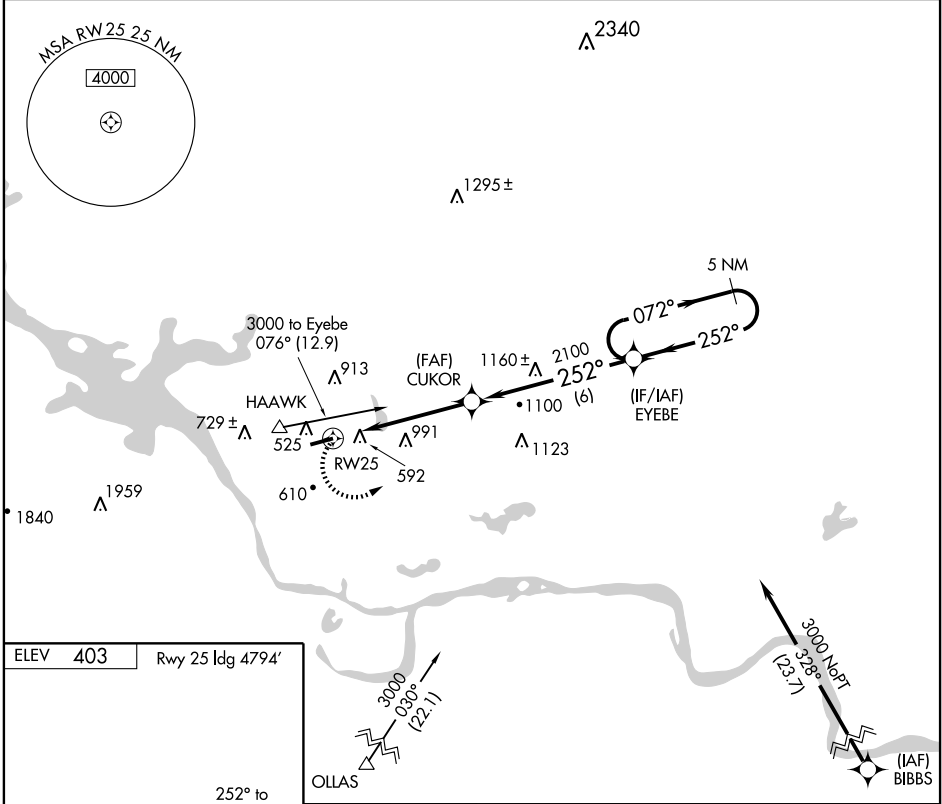 MSA RW25 25 NM
4000
2340
1295±
5 NM
072°
252°
3000 to Eyebe
076° (12.9)
913
(FAF)
CUKOR
1160±
2100
252°
(6)
(IF/IAF)
EYEBE
HAAWK
729±
525
1100
991
1123
RW25
592
610
1959
1840
3000 NoPT
328°
(23.7)
ELEV 403
Rwy 25 ldg 4794'
3000
030°
(22.1)
OLLAS
(IAF)
BIBBS
252° to